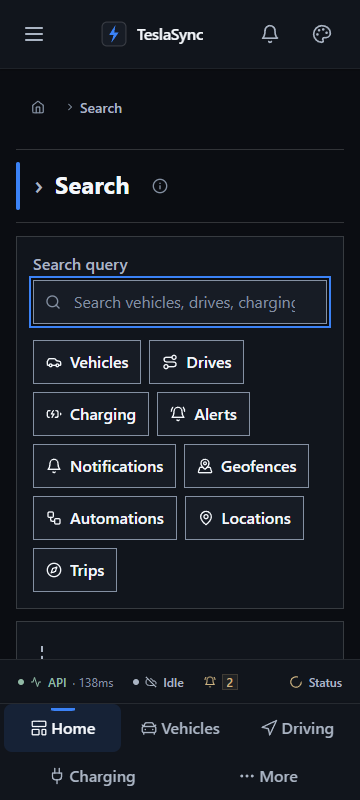 TeslaSync
Search
› Search
Search query
Search vehicles, drives, charging
Vehicles
Drives
Charging
Alerts
Notifications
Geofences
Automations
Locations
Trips
API · 138ms
Idle
2
Status
Home
Vehicles
Driving
Charging
More